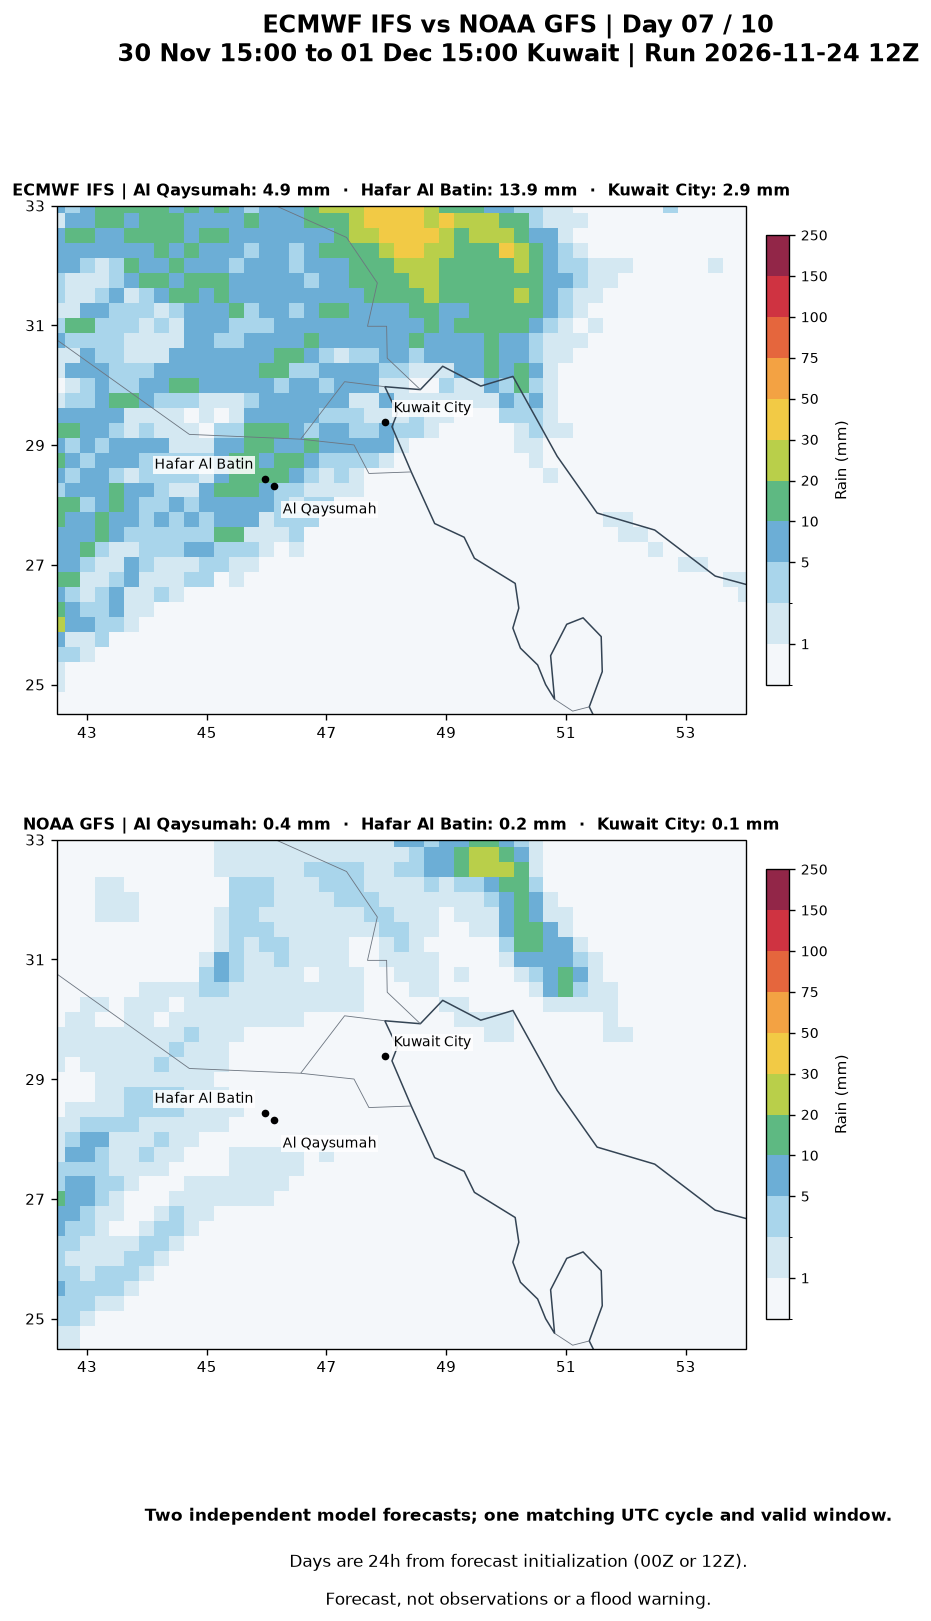 ECMWF IFS vs NOAA GFS | Day 07 / 10
30 Nov 15:00 to 01 Dec 15:00 Kuwait | Run 2026-11-24 12Z
ECMWF IFS | Al Qaysumah: 4.9 mm · Hafar Al Batin: 13.9 mm · Kuwait City: 2.9 mm
33
31
29
27
25
Kuwait City
Hafar Al Batin
Al Qaysumah
43 45 47 49 51 53
250
150
100
75
50
30
20
10
5
1
Rain (mm)
NOAA GFS | Al Qaysumah: 0.4 mm · Hafar Al Batin: 0.2 mm · Kuwait City: 0.1 mm
33
31
29
27
25
Kuwait City
Hafar Al Batin
Al Qaysumah
43 45 47 49 51 53
250
150
100
75
50
30
20
10
5
1
Rain (mm)
Two independent model forecasts; one matching UTC cycle and valid window.
Days are 24h from forecast initialization (00Z or 12Z).
Forecast, not observations or a flood warning.